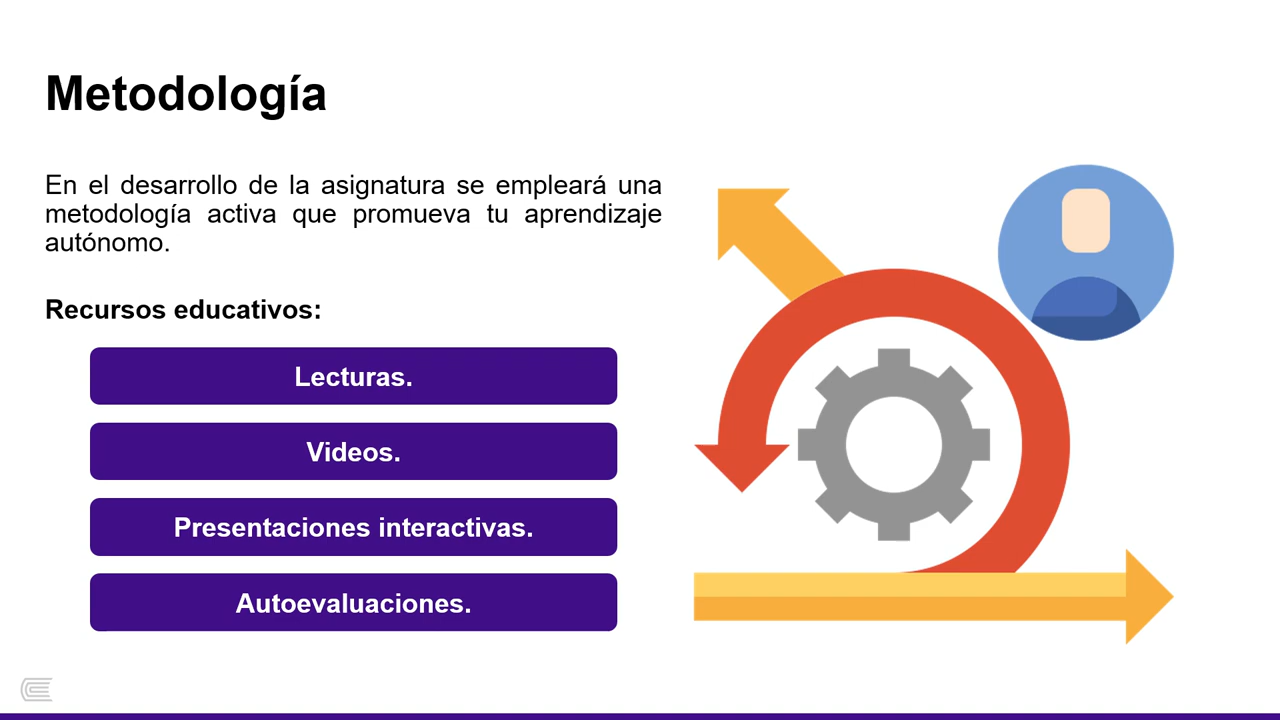 Metodología
En el desarrollo de la asignatura se empleará una
metodología activa que promueva tu aprendizaje
autónomo.
Recursos educativos:
Lecturas.
Videos.
Presentaciones interactivas.
Autoevaluaciones.